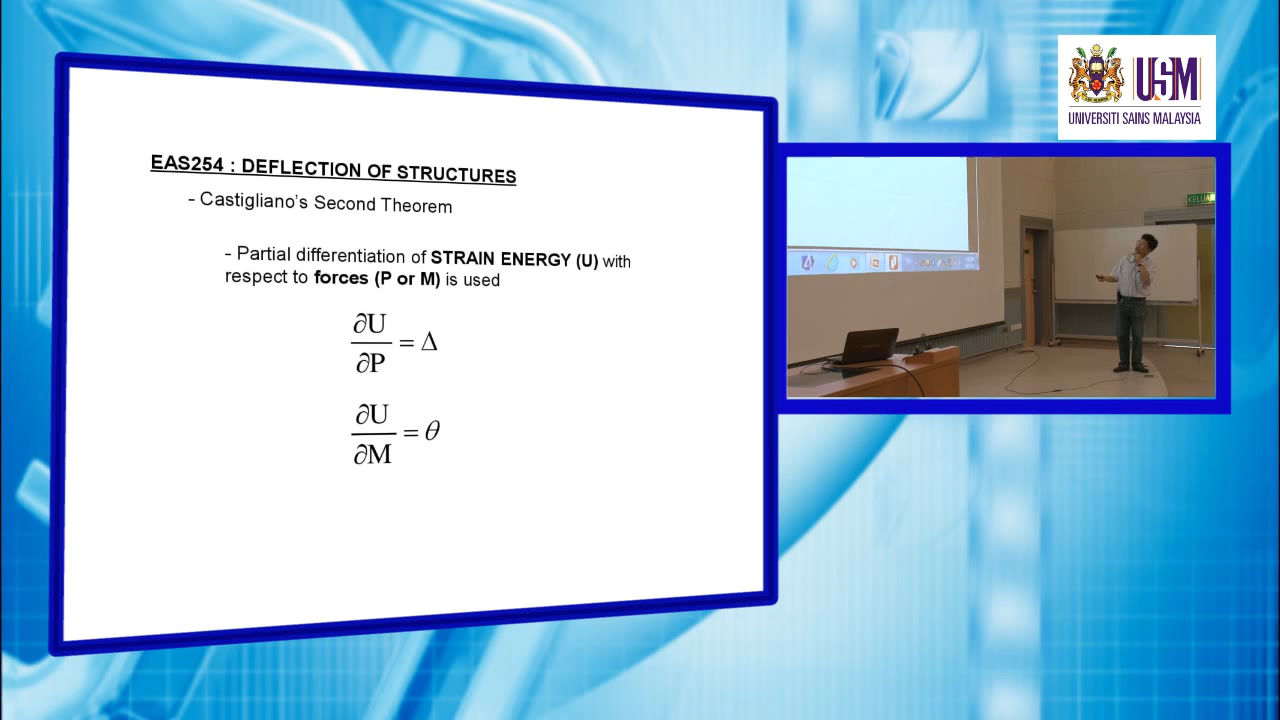 EAS254 : DEFLECTION OF STRUCTURES
- Castigliano's Second Theorem
- Partial differentiation of STRAIN ENERGY (U) with
respect to forces (P or M) is used
∂U/∂P = Δ
∂U/∂M = θ
USM
UNIVERSITI SAINS MALAYSIA